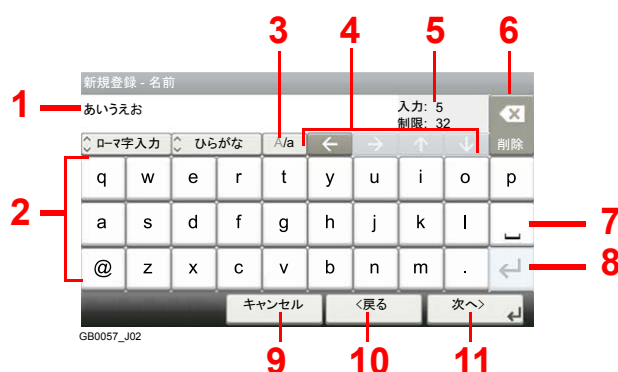 3 4 5 6
新規登録 - 名前
1 あいうえお 入力: 5
制限: 32
ローマ字入力 ひらがな A/a ← → ↑ ↓ 削除
q w e r t y u i o p
2
a s d f g h j k l 7
@ z x c v b n m . 8
キャンセル <戻る 次へ>
GB0057_J02
9 10 11